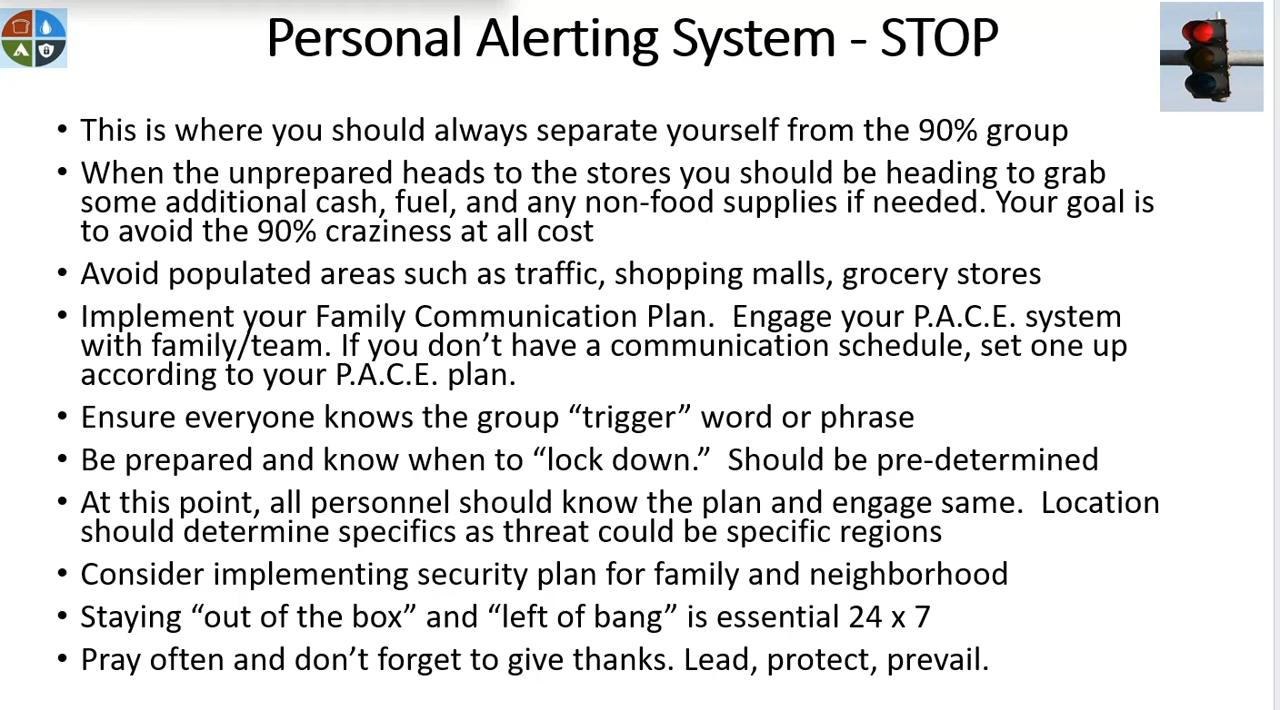 Personal Alerting System - STOP
• This is where you should always separate yourself from the 90% group
• When the unprepared heads to the stores you should be heading to grab
some additional cash, fuel, and any non-food supplies if needed. Your goal is
to avoid the 90% craziness at all cost
• Avoid populated areas such as traffic, shopping malls, grocery stores
• Implement your Family Communication Plan.  Engage your P.A.C.E. system
with family/team. If you don’t have a communication schedule, set one up
according to your P.A.C.E. plan.
• Ensure everyone knows the group “trigger” word or phrase
• Be prepared and know when to “lock down.”  Should be pre-determined
• At this point, all personnel should know the plan and engage same.  Location
should determine specifics as threat could be specific regions
• Consider implementing security plan for family and neighborhood
• Staying “out of the box” and “left of bang” is essential 24 x 7
• Pray often and don’t forget to give thanks. Lead, protect, prevail.